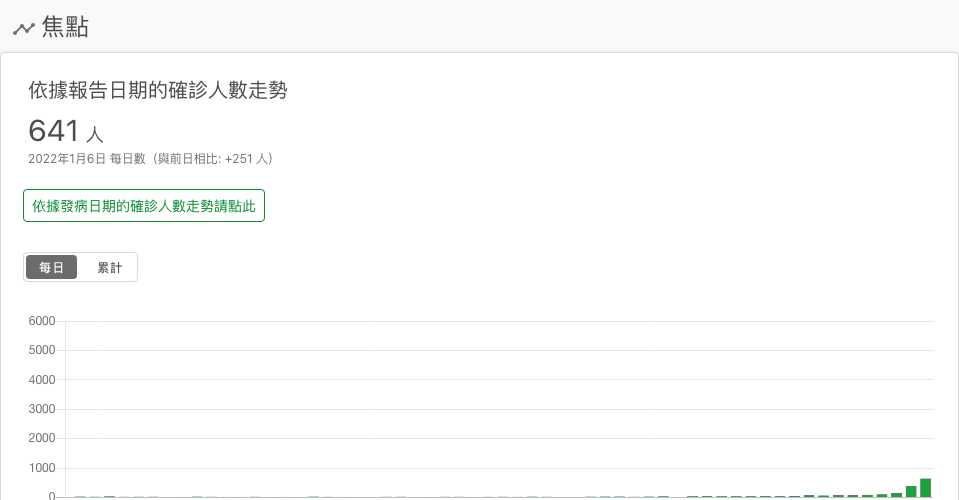 焦點
依據報告日期的確診人數走勢
641 人
2022年1月6日 每日數（與前日相比: +251 人）
依據發病日期的確診人數走勢請點此
每日 累計
6000
5000
4000
3000
2000
1000
0